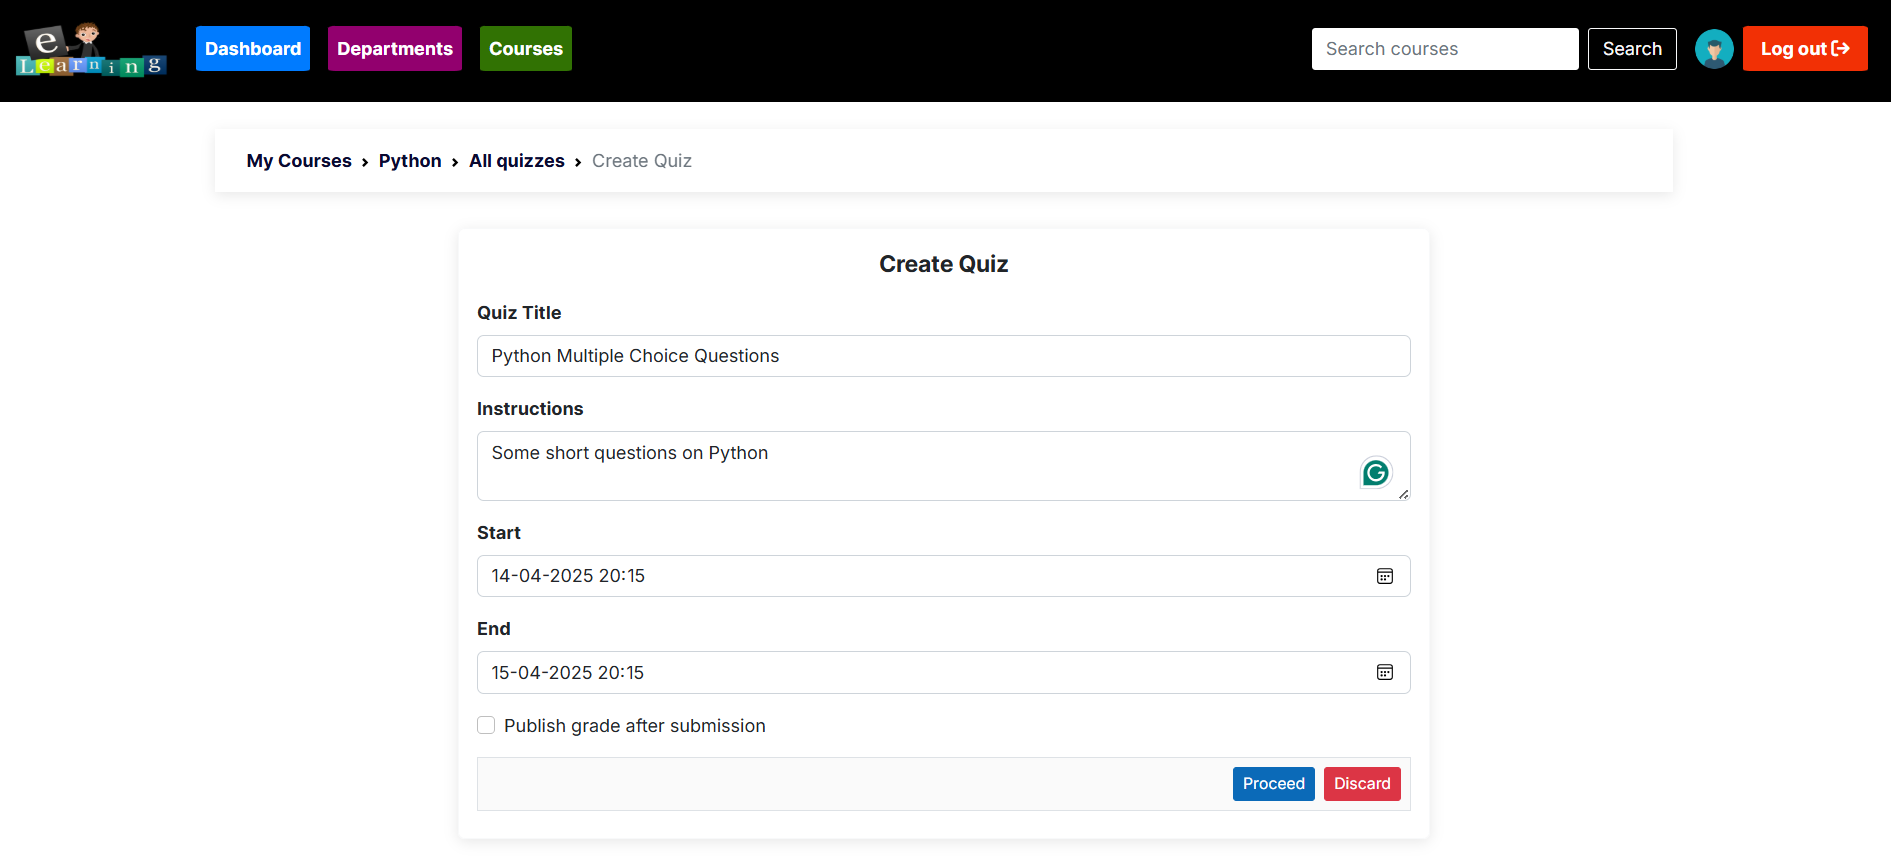 e
Learning
Dashboard Departments Courses Search courses Search Log out
My Courses › Python › All quizzes › Create Quiz
Create Quiz
Quiz Title
Python Multiple Choice Questions
Instructions
Some short questions on Python
G
Start
14-04-2025 20:15
End
15-04-2025 20:15
Publish grade after submission
Proceed Discard